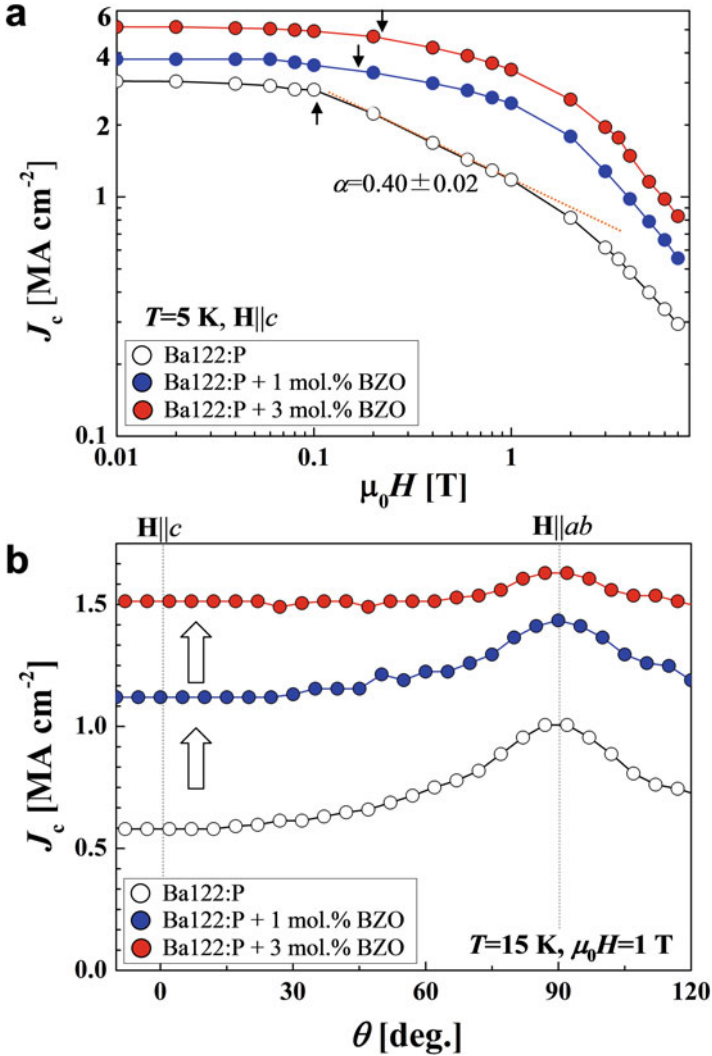 a
6
4
2
1
0.1
J_c [MA cm⁻²]
α=0.40±0.02
T=5 K, H||c
Ba122:P
Ba122:P + 1 mol.% BZO
Ba122:P + 3 mol.% BZO
0.01 0.1 1
μ₀H [T]
H||c H||ab
b
1.5
1.0
0.5
0.0
J_c [MA cm⁻²]
Ba122:P
Ba122:P + 1 mol.% BZO
Ba122:P + 3 mol.% BZO
T=15 K, μ₀H=1 T
0 30 60 90 120
θ [deg.]